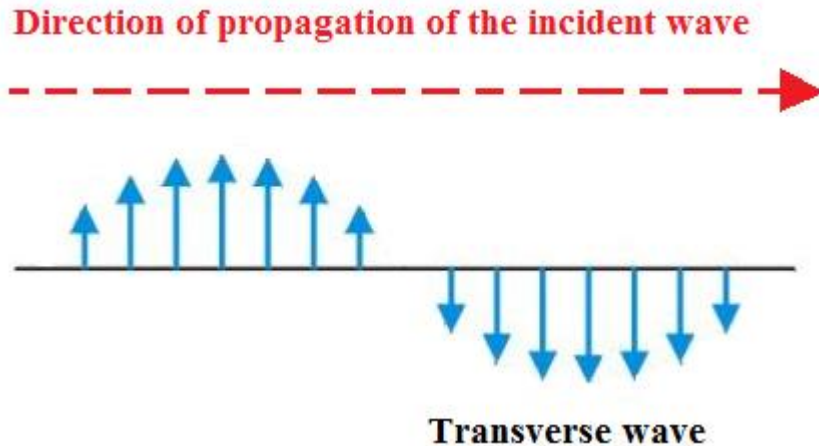 Direction of propagation of the incident wave
Transverse wave